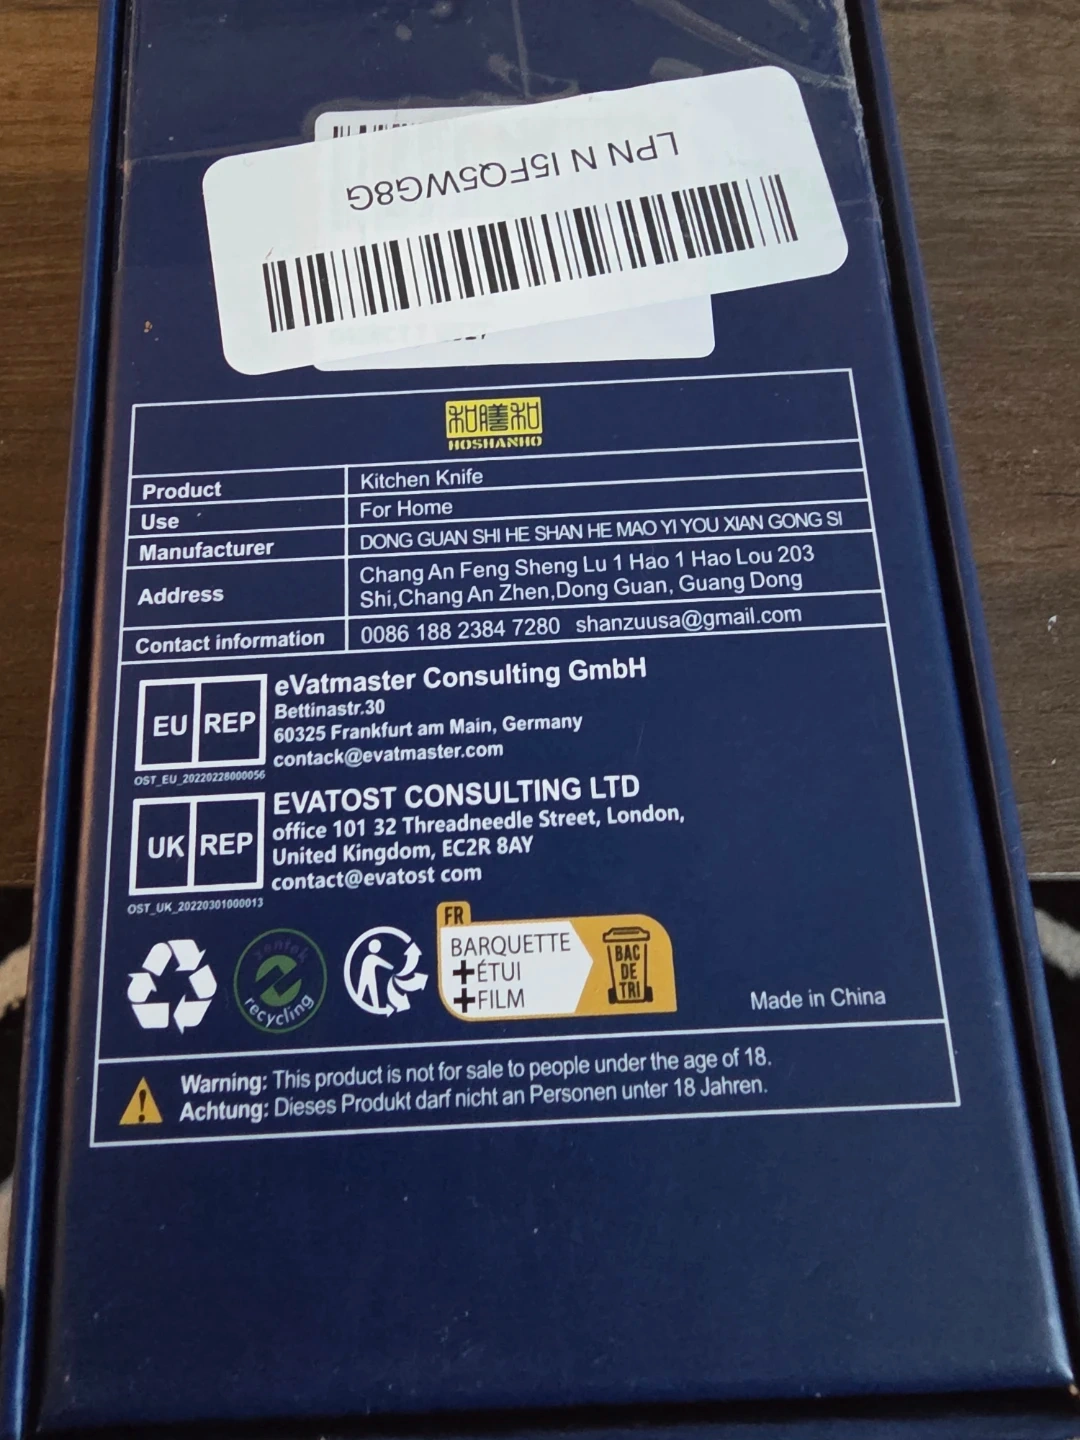 LPN N I5FQ5WG8G
和膳和
HOSHANHO
Product Kitchen Knife
Use For Home
Manufacturer DONG GUAN SHI HE SHAN HE MAO YI YOU XIAN GONG SI
Address Chang An Feng Sheng Lu 1 Hao 1 Hao Lou 203
Shi,Chang An Zhen,Dong Guan, Guang Dong
Contact information 0086 188 2384 7280 shanzuusa@gmail.com
EU REP
eVatmaster Consulting GmbH
Bettinastr.30
60325 Frankfurt am Main, Germany
contack@evatmaster.com
OST_EU_20220228000056
UK REP
EVATOST CONSULTING LTD
office 101 32 Threadneedle Street, London,
United Kingdom, EC2R 8AY
contact@evatost com
OST_UK_20220301000013
recycling
FR
BARQUETTE
+ÉTUI
+FILM
BAC
DE
TRI
Made in China
Warning: This product is not for sale to people under the age of 18.
Achtung: Dieses Produkt darf nicht an Personen unter 18 Jahren.